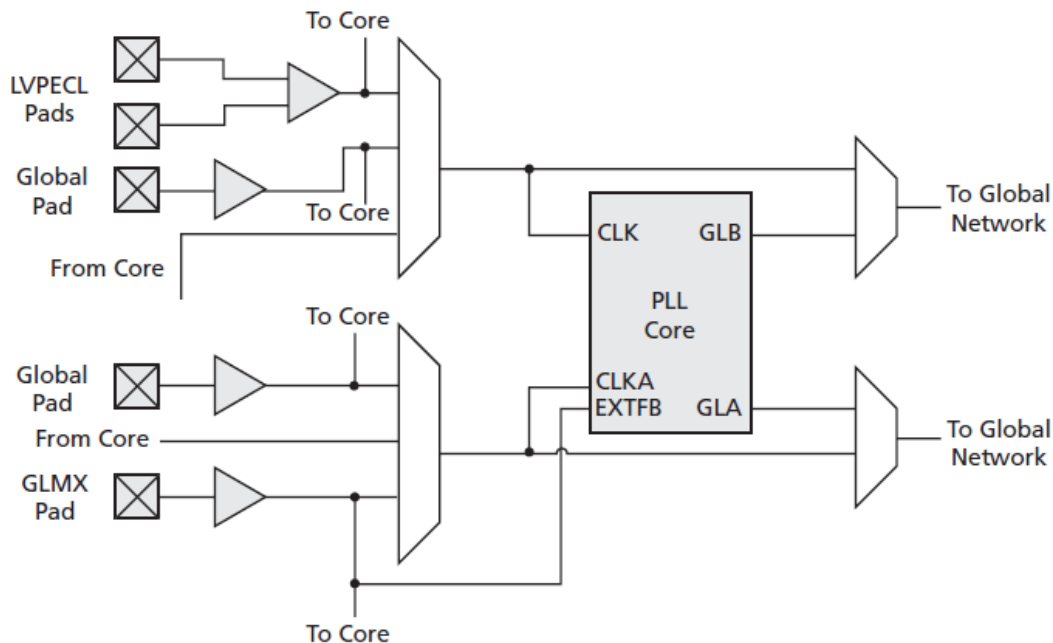 To Core
LVPECL
Pads
Global
Pad
To Core
From Core
To Global
Network
CLK
GLB
PLL
Core
CLKA
EXTFB
GLA
To Core
Global
Pad
From Core
GLMX
Pad
To Core
To Global
Network